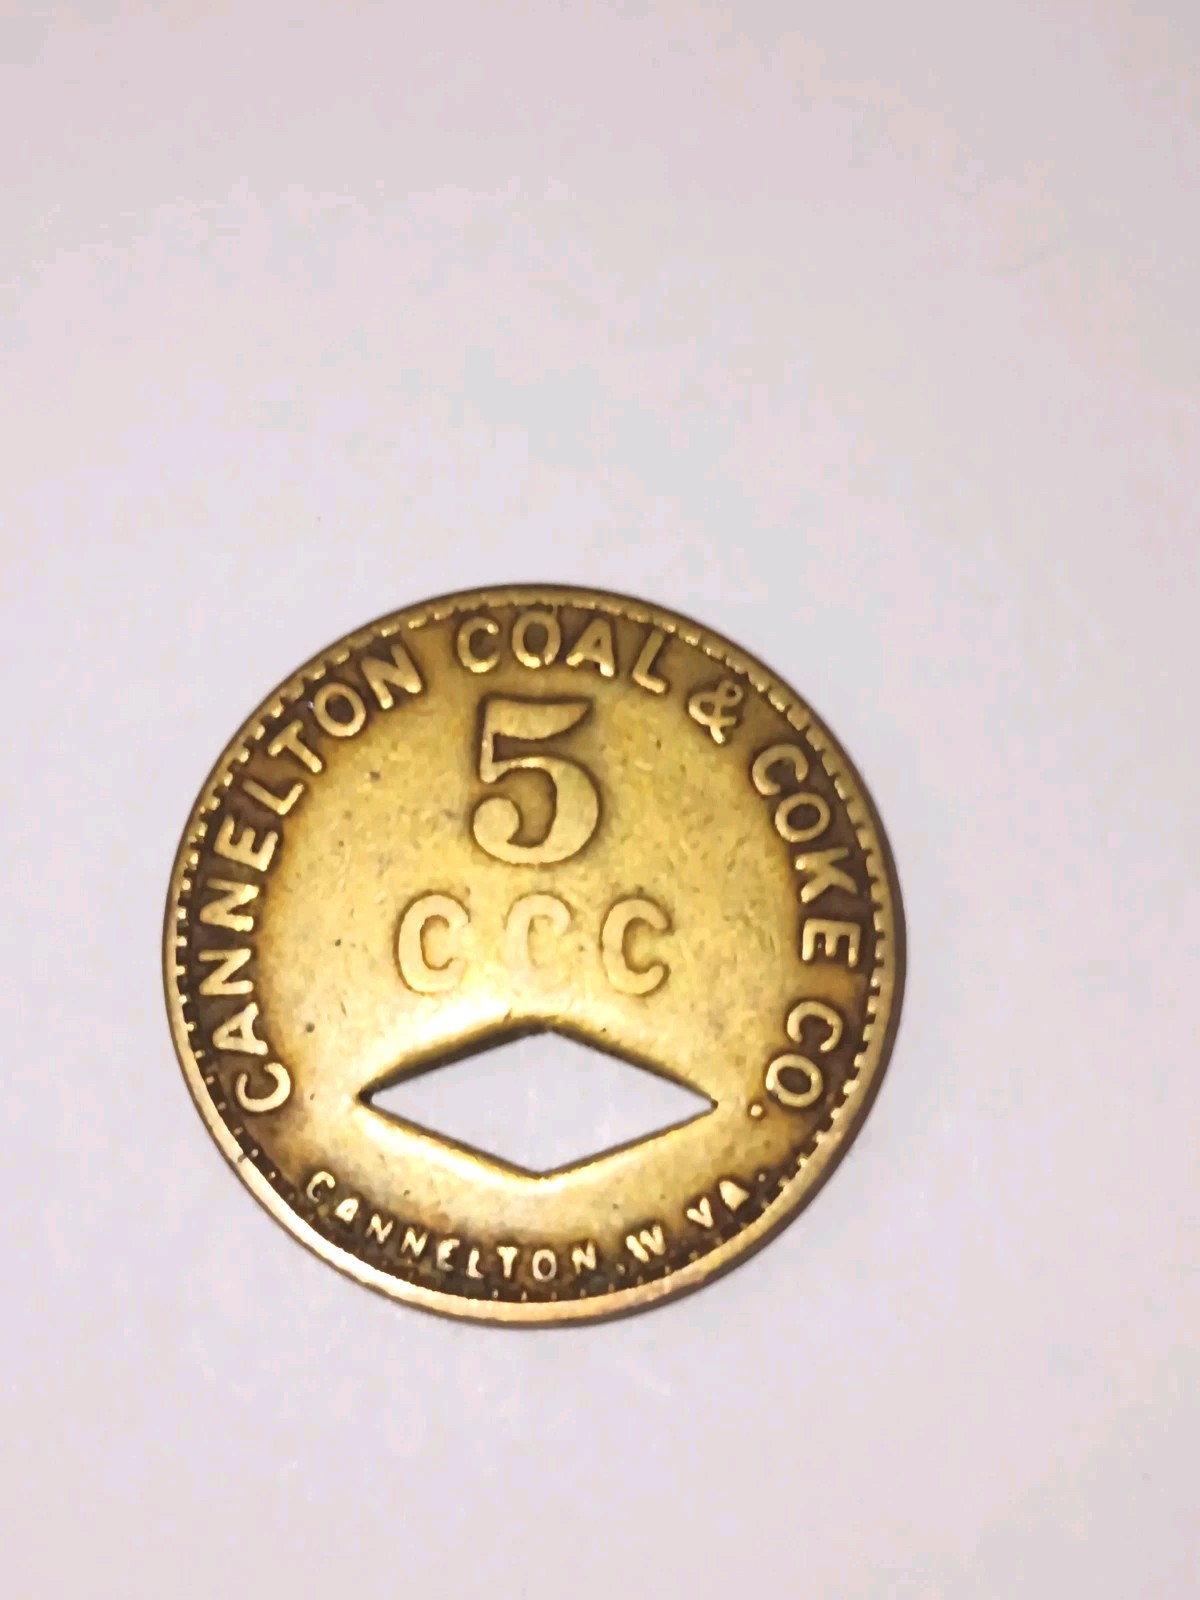 CANNELTON COAL & COKE CO.
5
CCC
CANNELTON, W. VA.